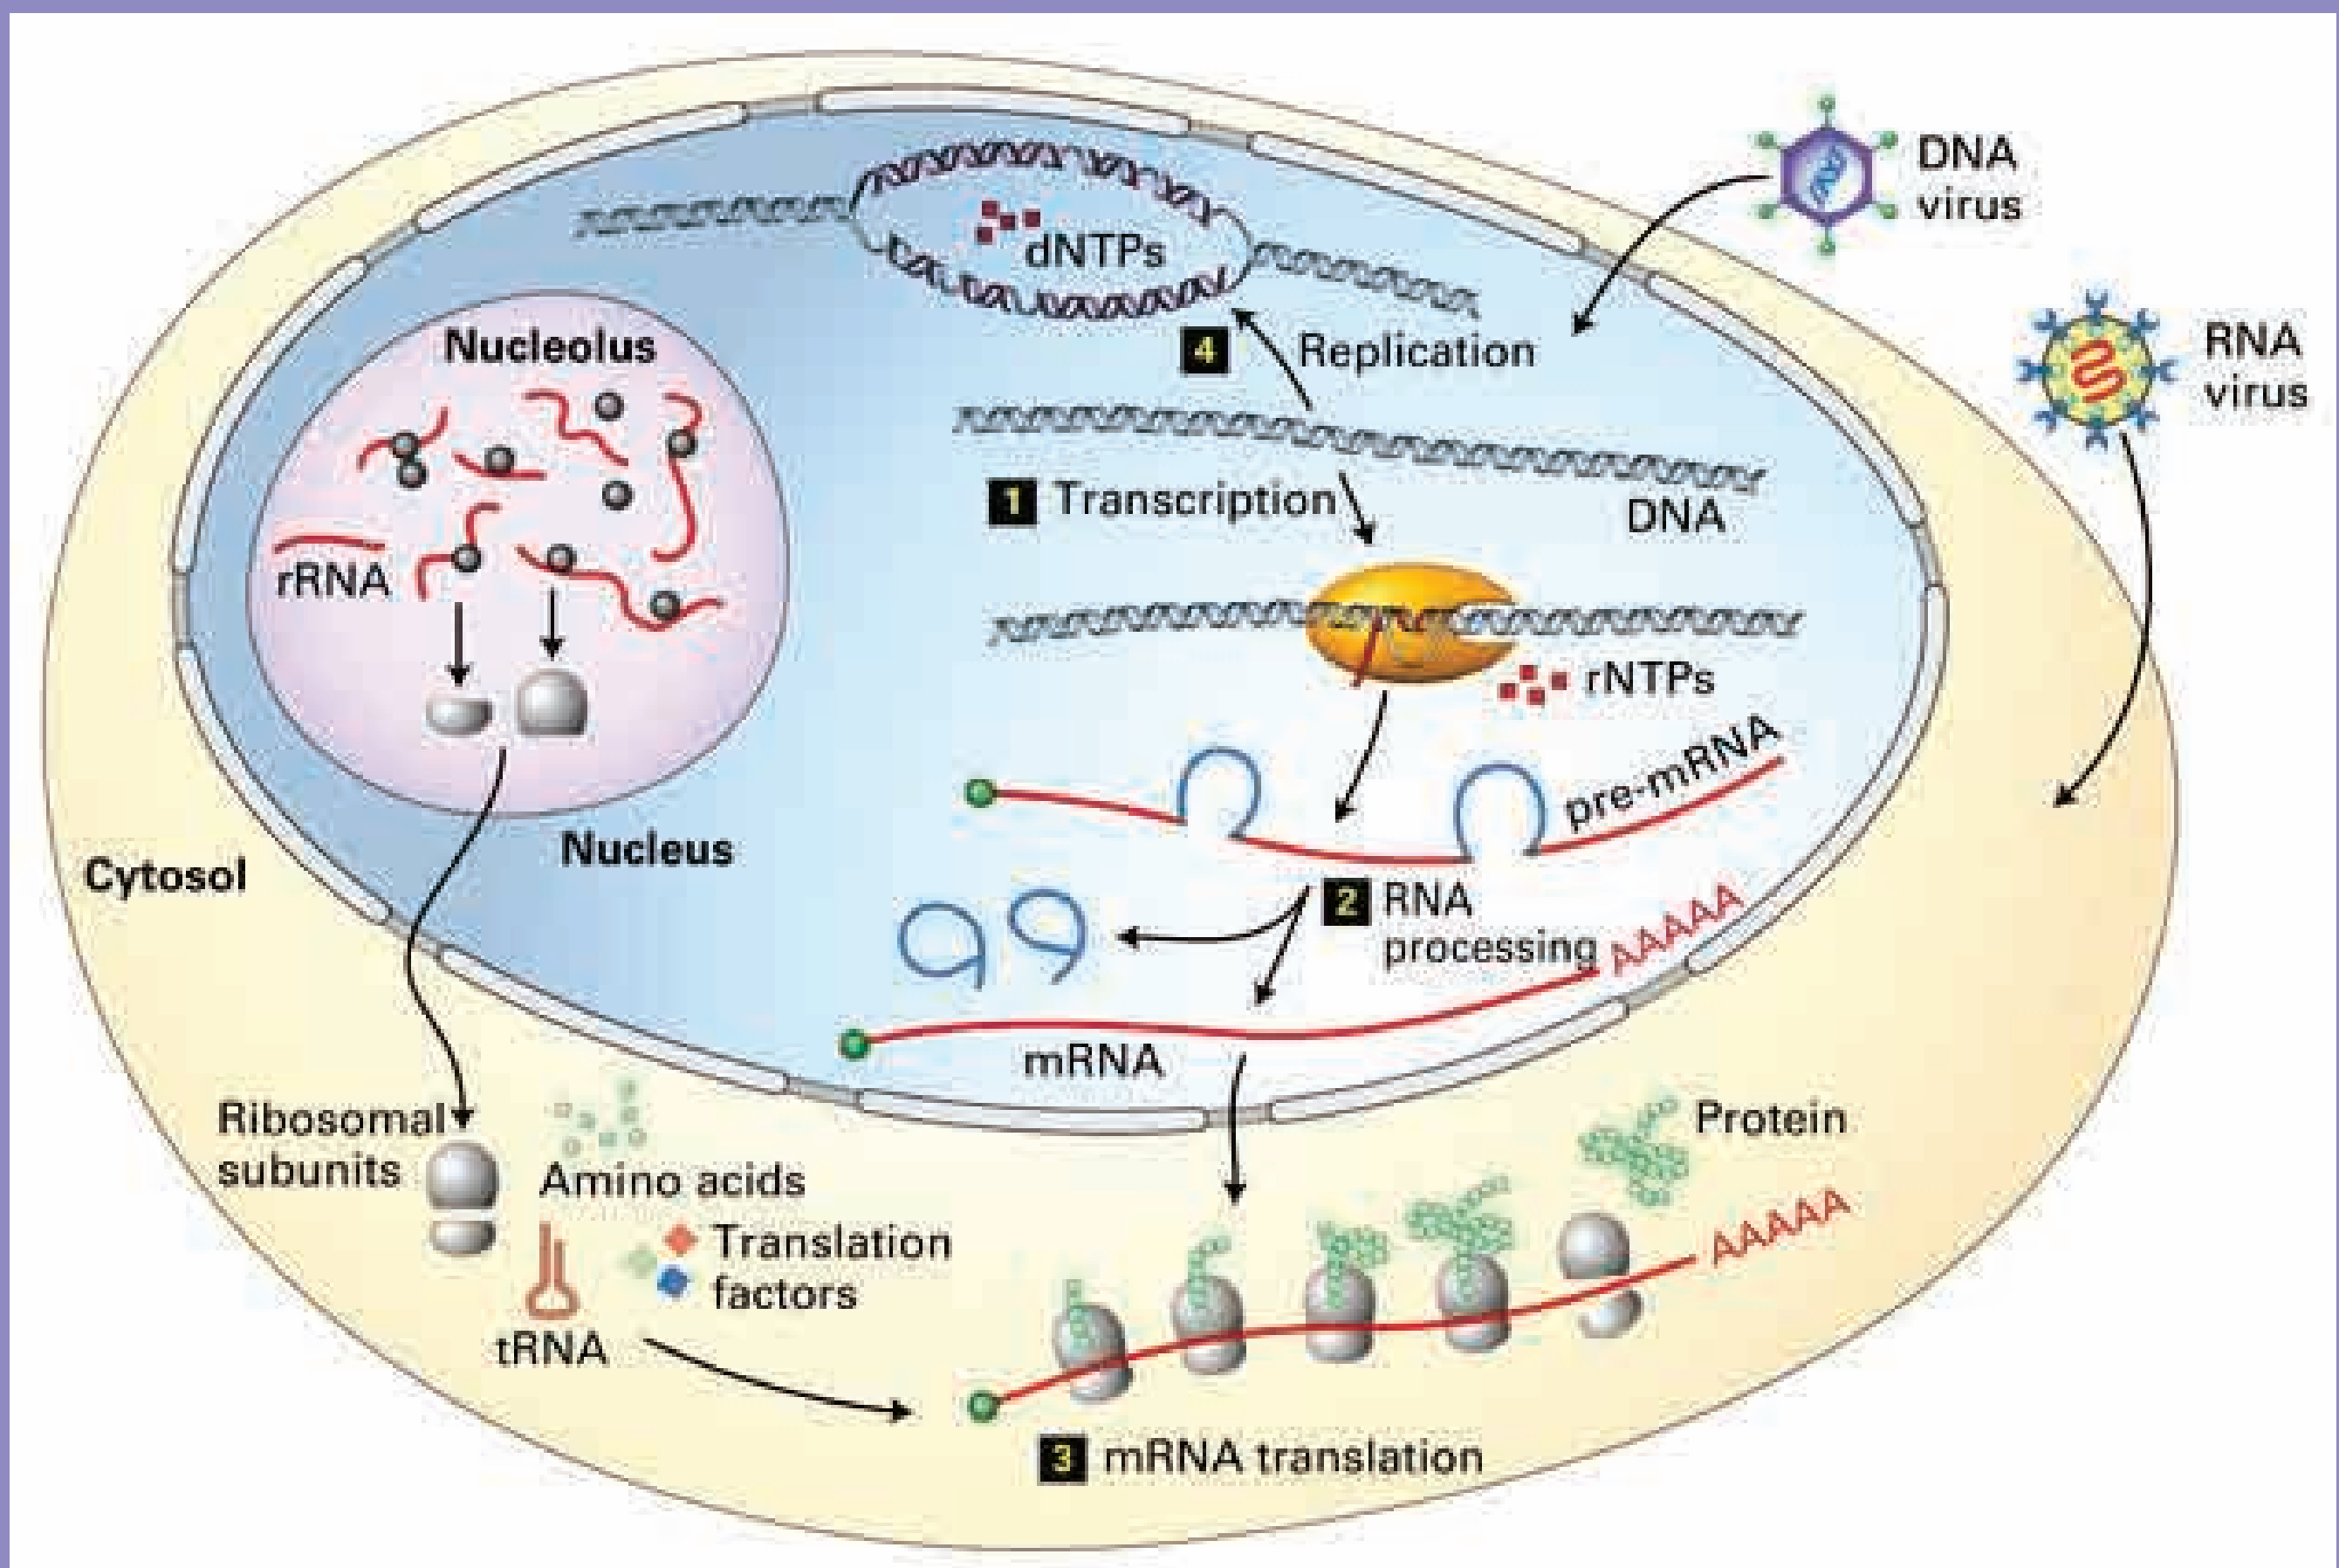 DNA
virus
RNA
virus
dNTPs
4 Replication
Nucleolus
rRNA
1 Transcription
DNA
rNTPs
pre-mRNA
Nucleus
Cytosol
2 RNA
processing
AAAAA
mRNA
Ribosomal
subunits
Amino acids
Translation
factors
tRNA
Protein
AAAAA
3 mRNA translation